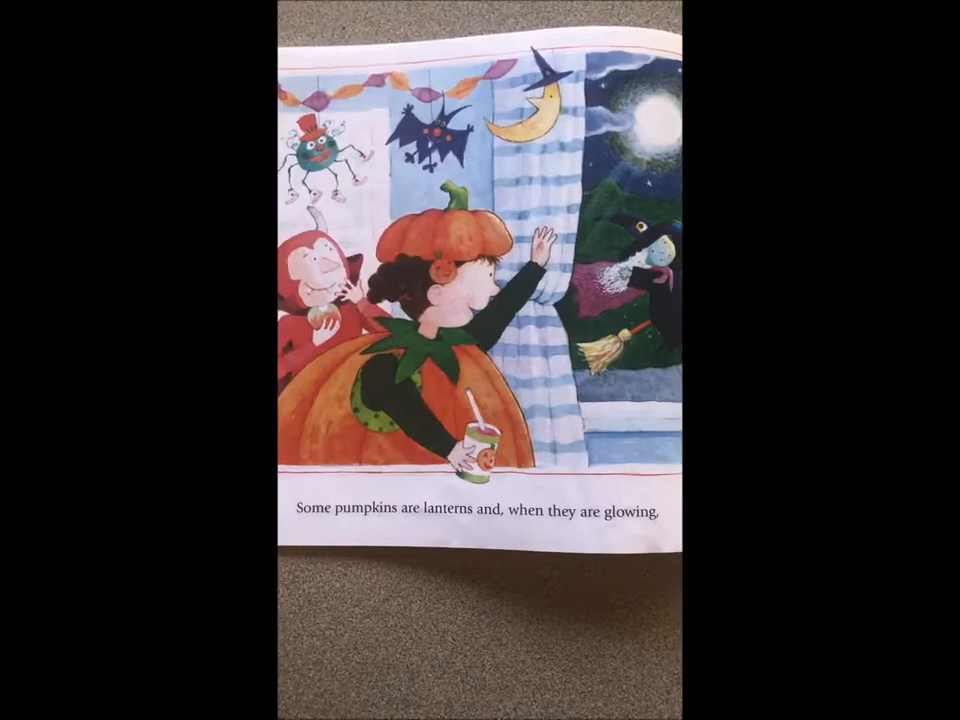 Some pumpkins are lanterns and, when they are glowing,